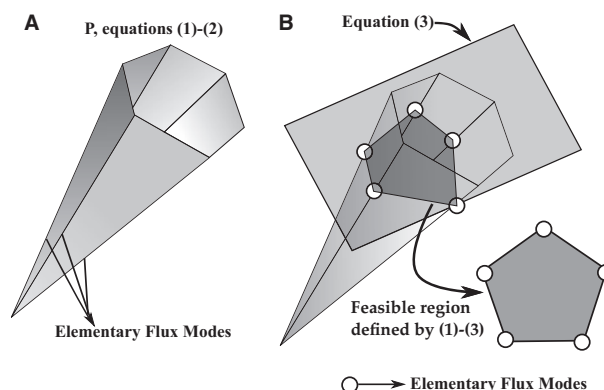 A
P, equations (1)-(2)
Elementary Flux Modes
B
Equation (3)
Feasible region
defined by (1)-(3)
Elementary Flux Modes